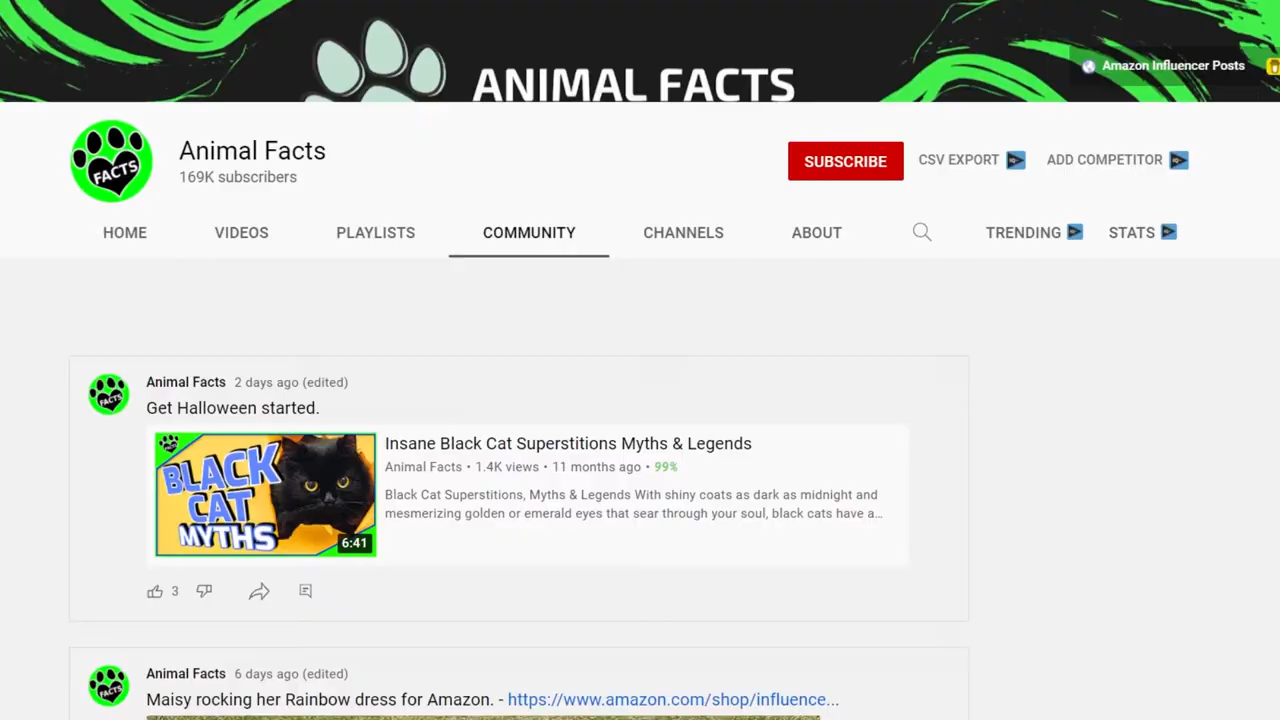 ANIMAL FACTS
Amazon Influencer Posts
FACTS
Animal Facts
169K subscribers
SUBSCRIBE
CSV EXPORT
ADD COMPETITOR
HOME
VIDEOS
PLAYLISTS
COMMUNITY
CHANNELS
ABOUT
TRENDING
STATS
FACTS
Animal Facts 2 days ago (edited)
Get Halloween started.
BLACK
CAT
MYTHS
6:41
Insane Black Cat Superstitions Myths & Legends
Animal Facts • 1.4K views • 11 months ago • 99%
Black Cat Superstitions, Myths & Legends With shiny coats as dark as midnight and
mesmerizing golden or emerald eyes that sear through your soul, black cats have a...
3
FACTS
Animal Facts 6 days ago (edited)
Maisy rocking her Rainbow dress for Amazon. - https://www.amazon.com/shop/influence...